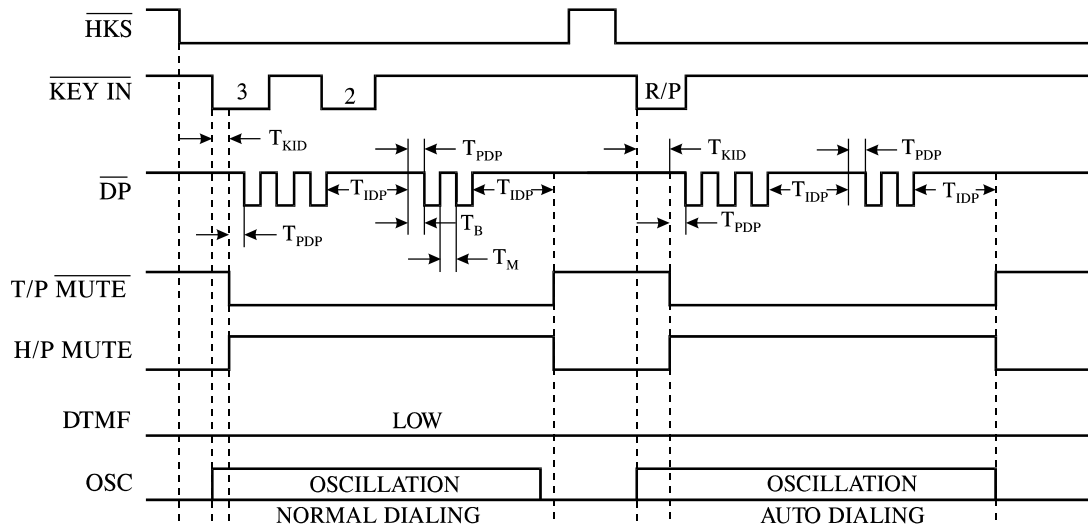 HKS
KEY IN 3 2 R/P
T_KID T_PDP T_KID T_PDP
DP T_IDP T_IDP T_IDP T_IDP
T_PDP T_B T_PDP
T_M
T/P MUTE
H/P MUTE
DTMF LOW
OSC OSCILLATION OSCILLATION
NORMAL DIALING AUTO DIALING